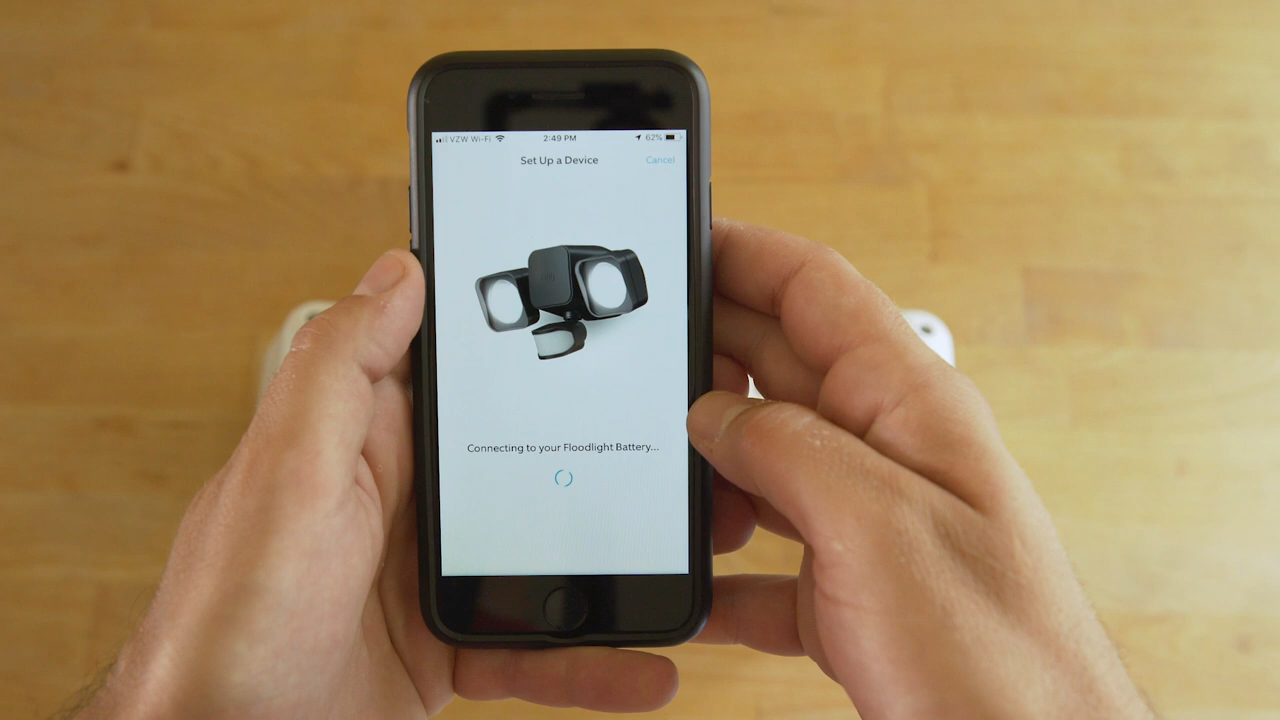 VZW Wi-Fi 2:49 PM 62%
Set Up a Device Cancel
Connecting to your Floodlight Battery...